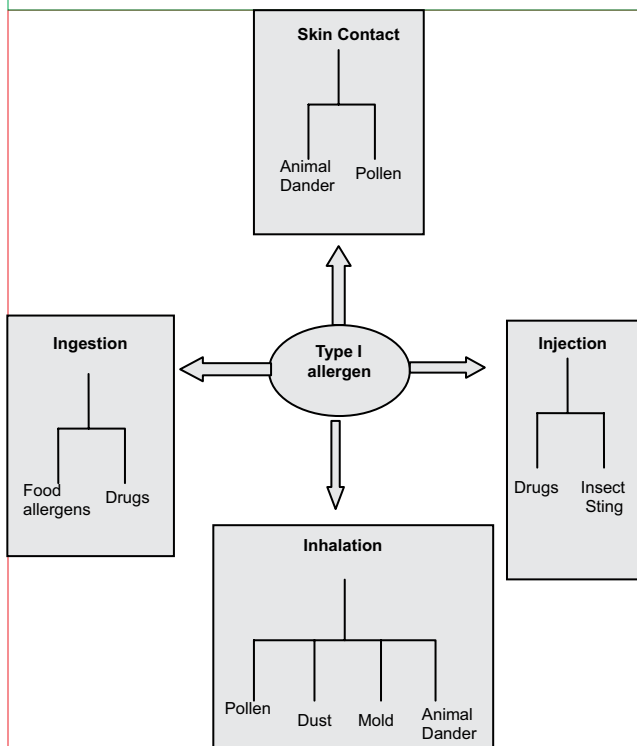 Skin Contact
Animal
Dander
Pollen
Type I
allergen
Ingestion
Food
allergens
Drugs
Injection
Drugs
Insect
Sting
Inhalation
Pollen
Dust
Mold
Animal
Dander